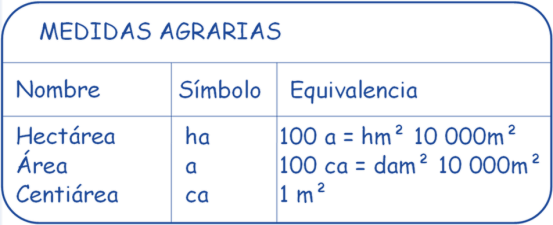 MEDIDAS AGRARIAS
Nombre Símbolo Equivalencia
Hectárea ha 100 a = hm² 10 000m²
Área a 100 ca = dam² 10 000m²
Centiárea ca 1 m²